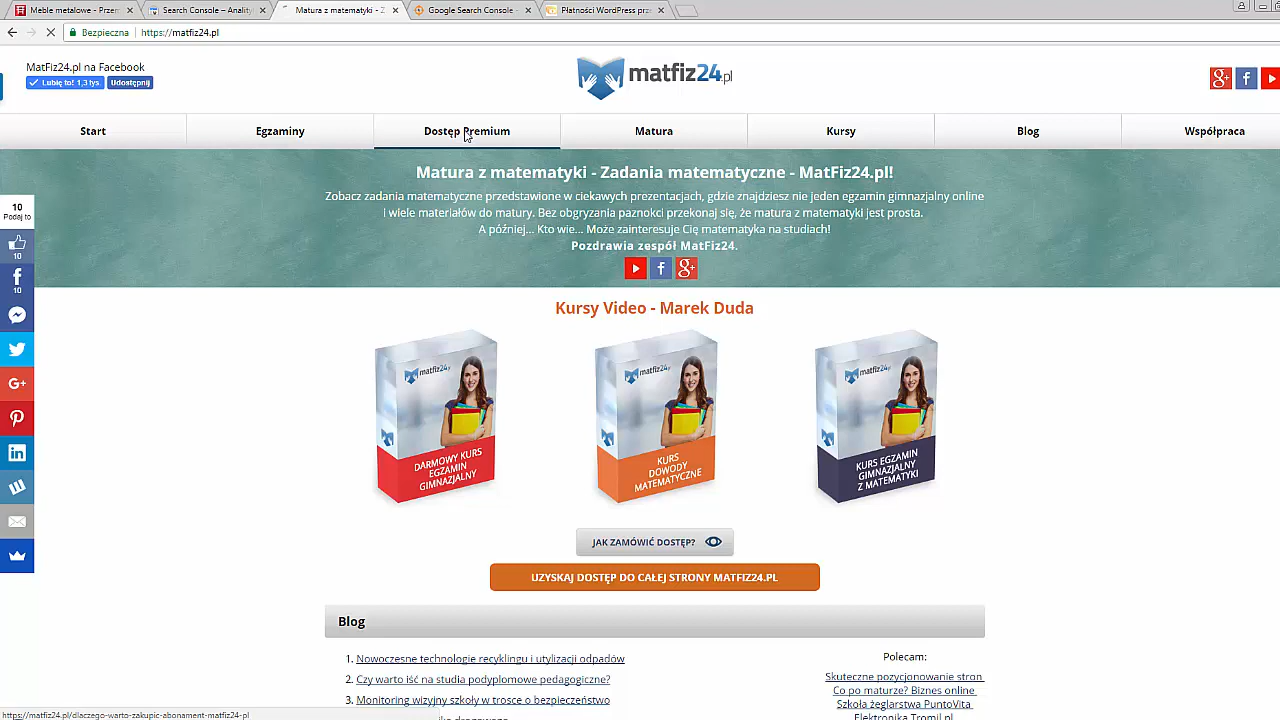 Meble metalowe - Przem
Search Console – Anality
Matura z matematyki - Z
Google Search Console -
Płatności WordPress prze
Bezpieczna
https://matfiz24.pl
MatFiz24.pl na Facebook
Lubię to! 1,3 tys.
Udostępnij
matfiz24.pl
Start
Egzaminy
Dostęp Premium
Matura
Kursy
Blog
Współpraca
Matura z matematyki - Zadania matematyczne - MatFiz24.pl!
Zobacz zadania matematyczne przedstawione w ciekawych prezentacjach, gdzie znajdziesz nie jeden egzamin gimnazjalny online
i wiele materiałów do matury. Bez obgryzania paznokci przekonaj się, że matura z matematyki jest prosta.
A później... Kto wie... Może zainteresuje Cię matematyka na studiach!
Pozdrawia zespół MatFiz24.
10
Podaj to
10
10
Kursy Video - Marek Duda
matfiz24.pl
DARMOWY KURS
EGZAMIN
GIMNAZJALNY
matfiz24.pl
KURS
DOWODY
MATEMATYCZNE
matfiz24.pl
KURS EGZAMIN
GIMNAZJALNY
Z MATEMATYKI
JAK ZAMÓWIĆ DOSTĘP?
UZYSKAJ DOSTĘP DO CAŁEJ STRONY MATFIZ24.PL
Blog
1. Nowoczesne technologie recyklingu i utylizacji odpadów
2. Czy warto iść na studia podyplomowe pedagogiczne?
3. Monitoring wizyjny szkoły w trosce o bezpieczeństwo
Polecam:
Skuteczne pozycjonowanie stron
Co po maturze? Biznes online
Szkoła żeglarstwa PuntoVita
Elektronika Tromil.pl
https://matfiz24.pl/dlaczego-warto-zakupic-abonament-matfiz24-pl